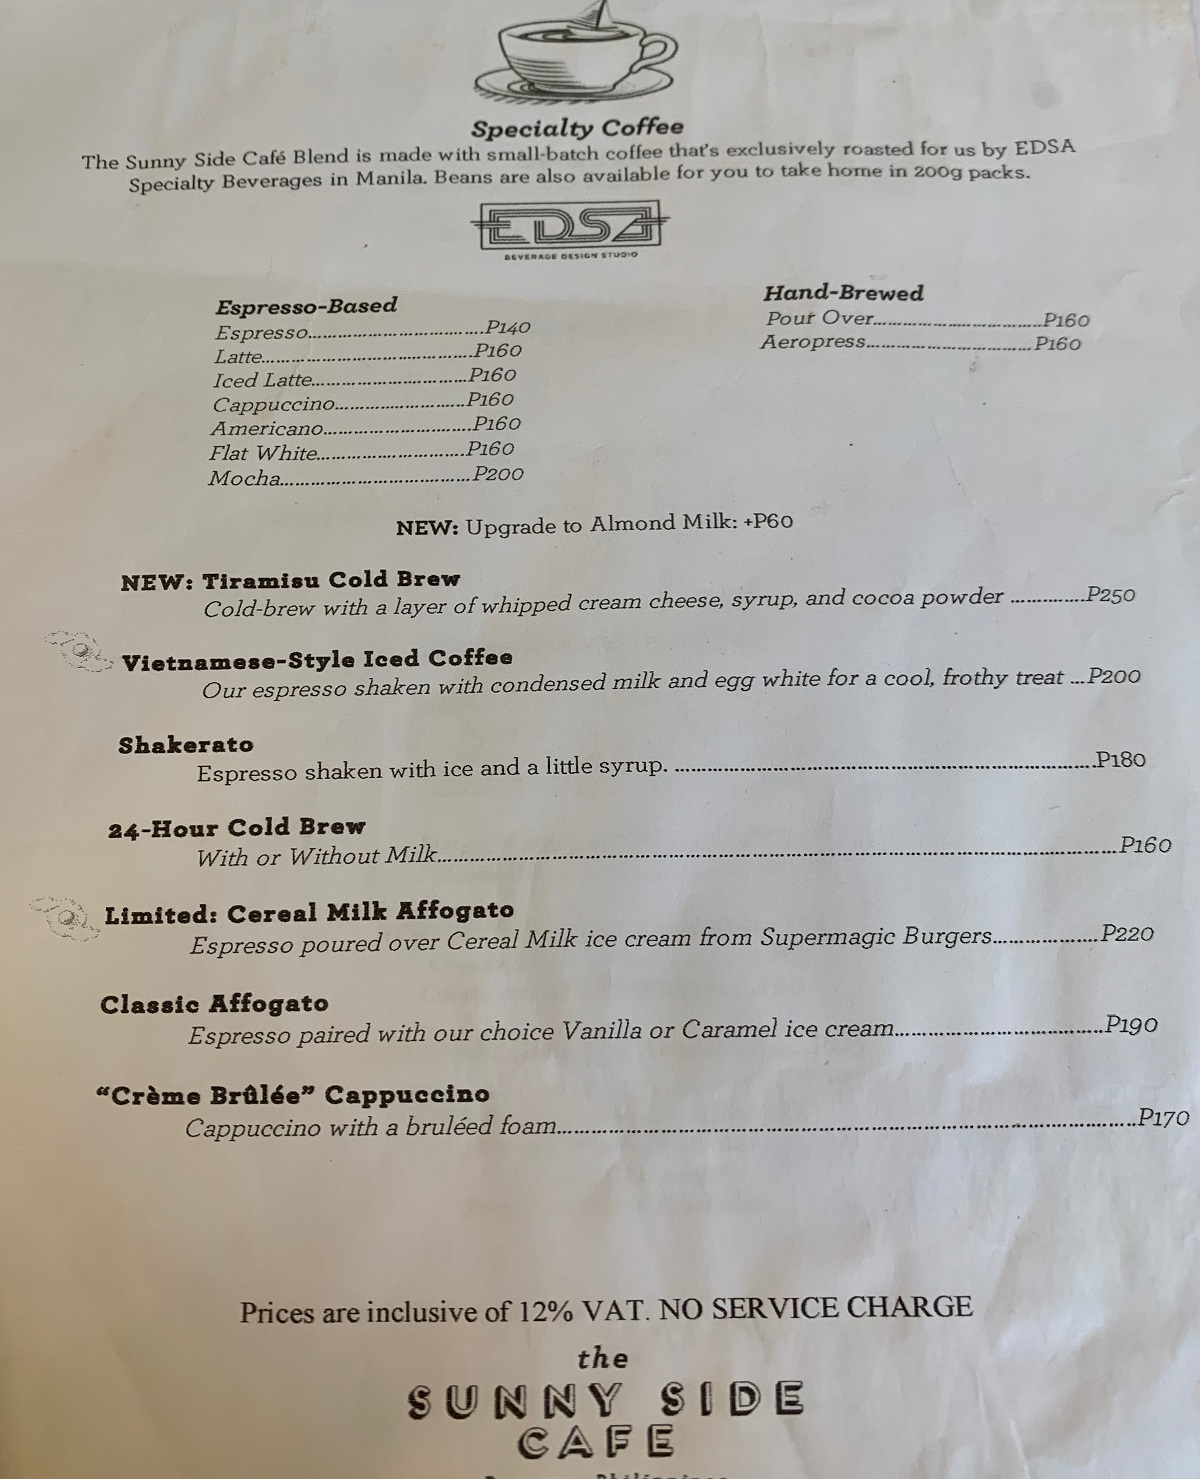 Specialty Coffee
The Sunny Side Café Blend is made with small-batch coffee that's exclusively roasted for us by EDSA
Specialty Beverages in Manila. Beans are also available for you to take home in 200g packs.
EDSA
BEVERAGE DESIGN STUDIO
Espresso-Based
Espresso......................................P140
Latte......................................P160
Iced Latte......................................P160
Cappuccino......................................P160
Americano......................................P160
Flat White......................................P160
Mocha......................................P200
Hand-Brewed
Pour Over......................................P160
Aeropress......................................P160
NEW: Upgrade to Almond Milk: +P60
NEW: Tiramisu Cold Brew
Cold-brew with a layer of whipped cream cheese, syrup, and cocoa powder ..............P250
Vietnamese-Style Iced Coffee
Our espresso shaken with condensed milk and egg white for a cool, frothy treat ...P200
Shakerato
Espresso shaken with ice and a little syrup. ......................................P180
24-Hour Cold Brew
With or Without Milk......................................P160
Limited: Cereal Milk Affogato
Espresso poured over Cereal Milk ice cream from Supermagic Burgers..................P220
Classic Affogato
Espresso paired with our choice Vanilla or Caramel ice cream......................................P190
“Crème Brûlée” Cappuccino
Cappuccino with a bruléed foam......................................P170
Prices are inclusive of 12% VAT. NO SERVICE CHARGE
the
SUNNY SIDE
CAFE